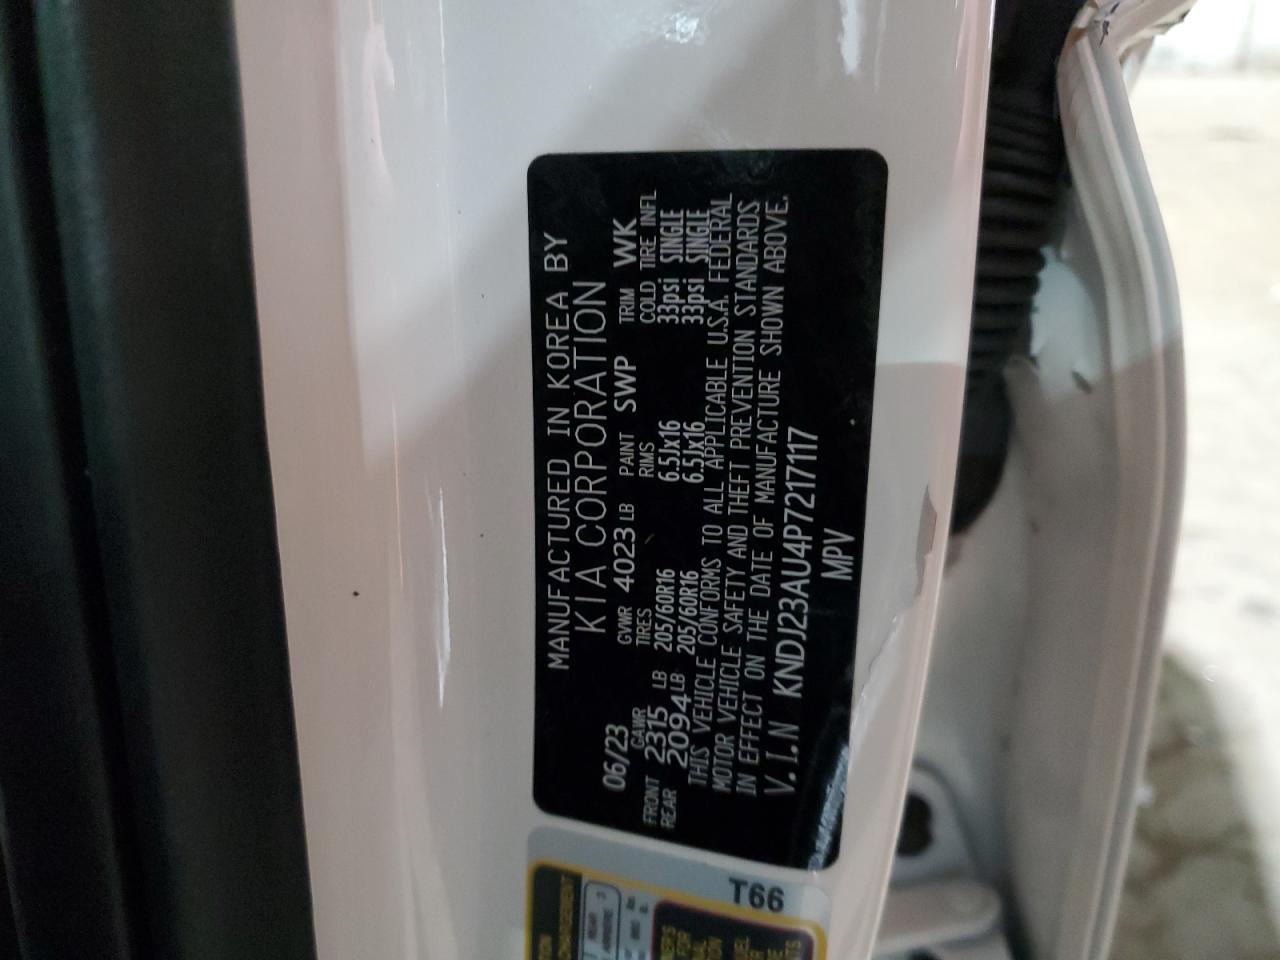 MANUFACTURED IN KOREA BY
KIA CORPORATION
06/23 GVWR 4023 LB PAINT SWP TRIM WK
GAWR TIRES RIMS COLD TIRE INFL
FRONT 2315 LB 205/60R16 6.5Jx16 33psi SINGLE
REAR 2094 LB 205/60R16 6.5Jx16 33psi SINGLE
THIS VEHICLE CONFORMS TO ALL APPLICABLE U.S.A. FEDERAL
MOTOR VEHICLE SAFETY AND THEFT PREVENTION STANDARDS
IN EFFECT ON THE DATE OF MANUFACTURE SHOWN ABOVE.
V.I.N KNDJ23AU4P7217117
MPV
T66